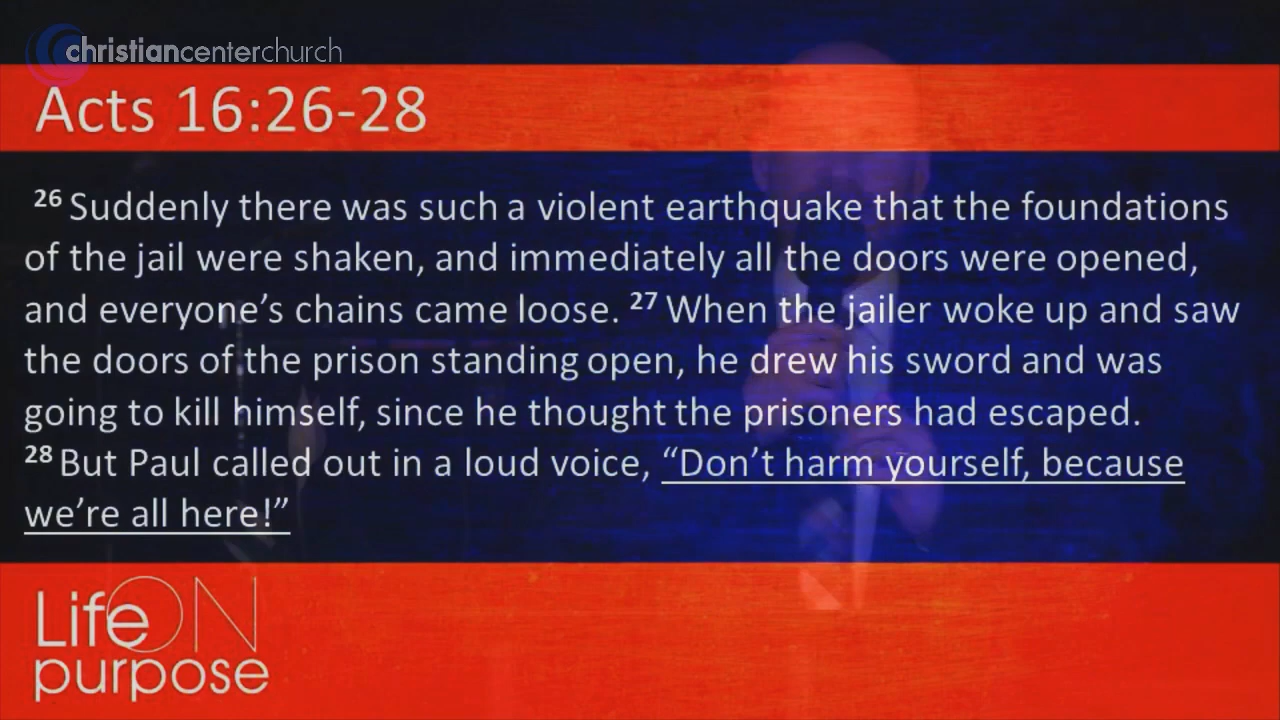 christiancenterchurch
Acts 16:26-28
26 Suddenly there was such a violent earthquake that the foundations
of the jail were shaken, and immediately all the doors were opened,
and everyone’s chains came loose. 27 When the jailer woke up and saw
the doors of the prison standing open, he drew his sword and was
going to kill himself, since he thought the prisoners had escaped.
28 But Paul called out in a loud voice, “Don’t harm yourself, because
we’re all here!”
Life ON
purpose